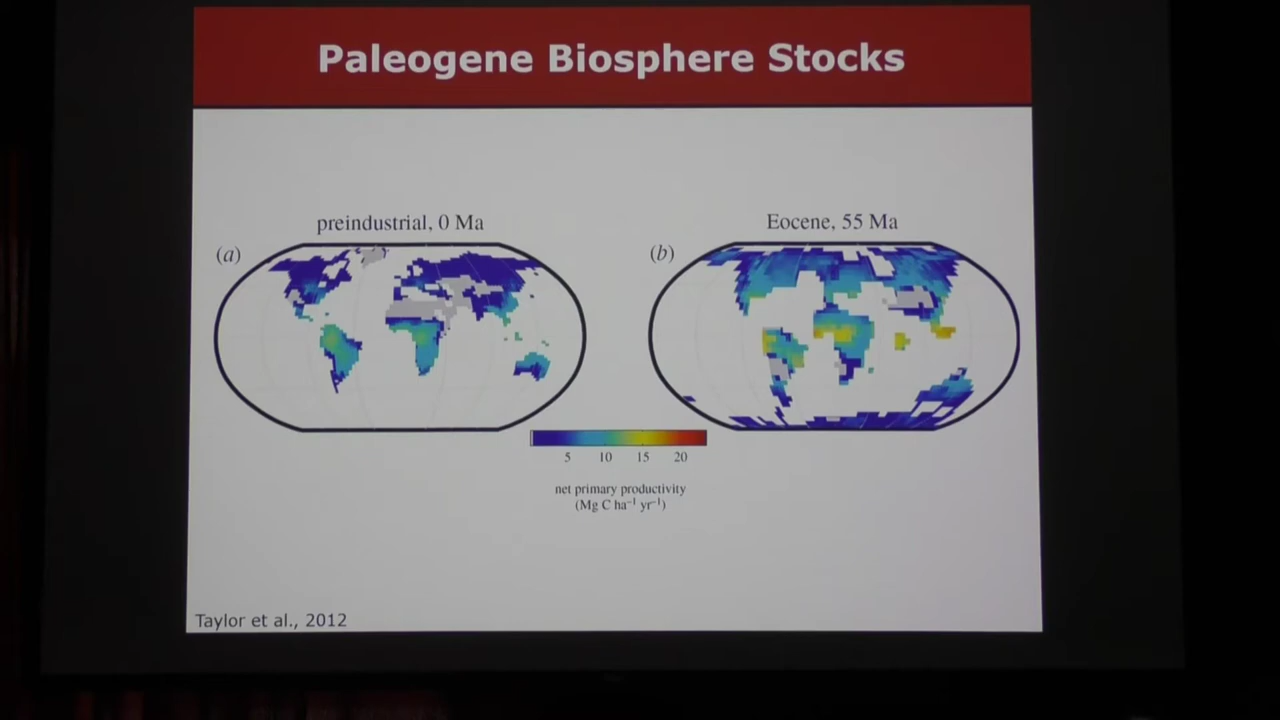 Paleogene Biosphere Stocks
preindustrial, 0 Ma
Eocene, 55 Ma
(a)
(b)
5 10 15 20
net primary productivity
(Mg C ha⁻¹ yr⁻¹)
Taylor et al., 2012